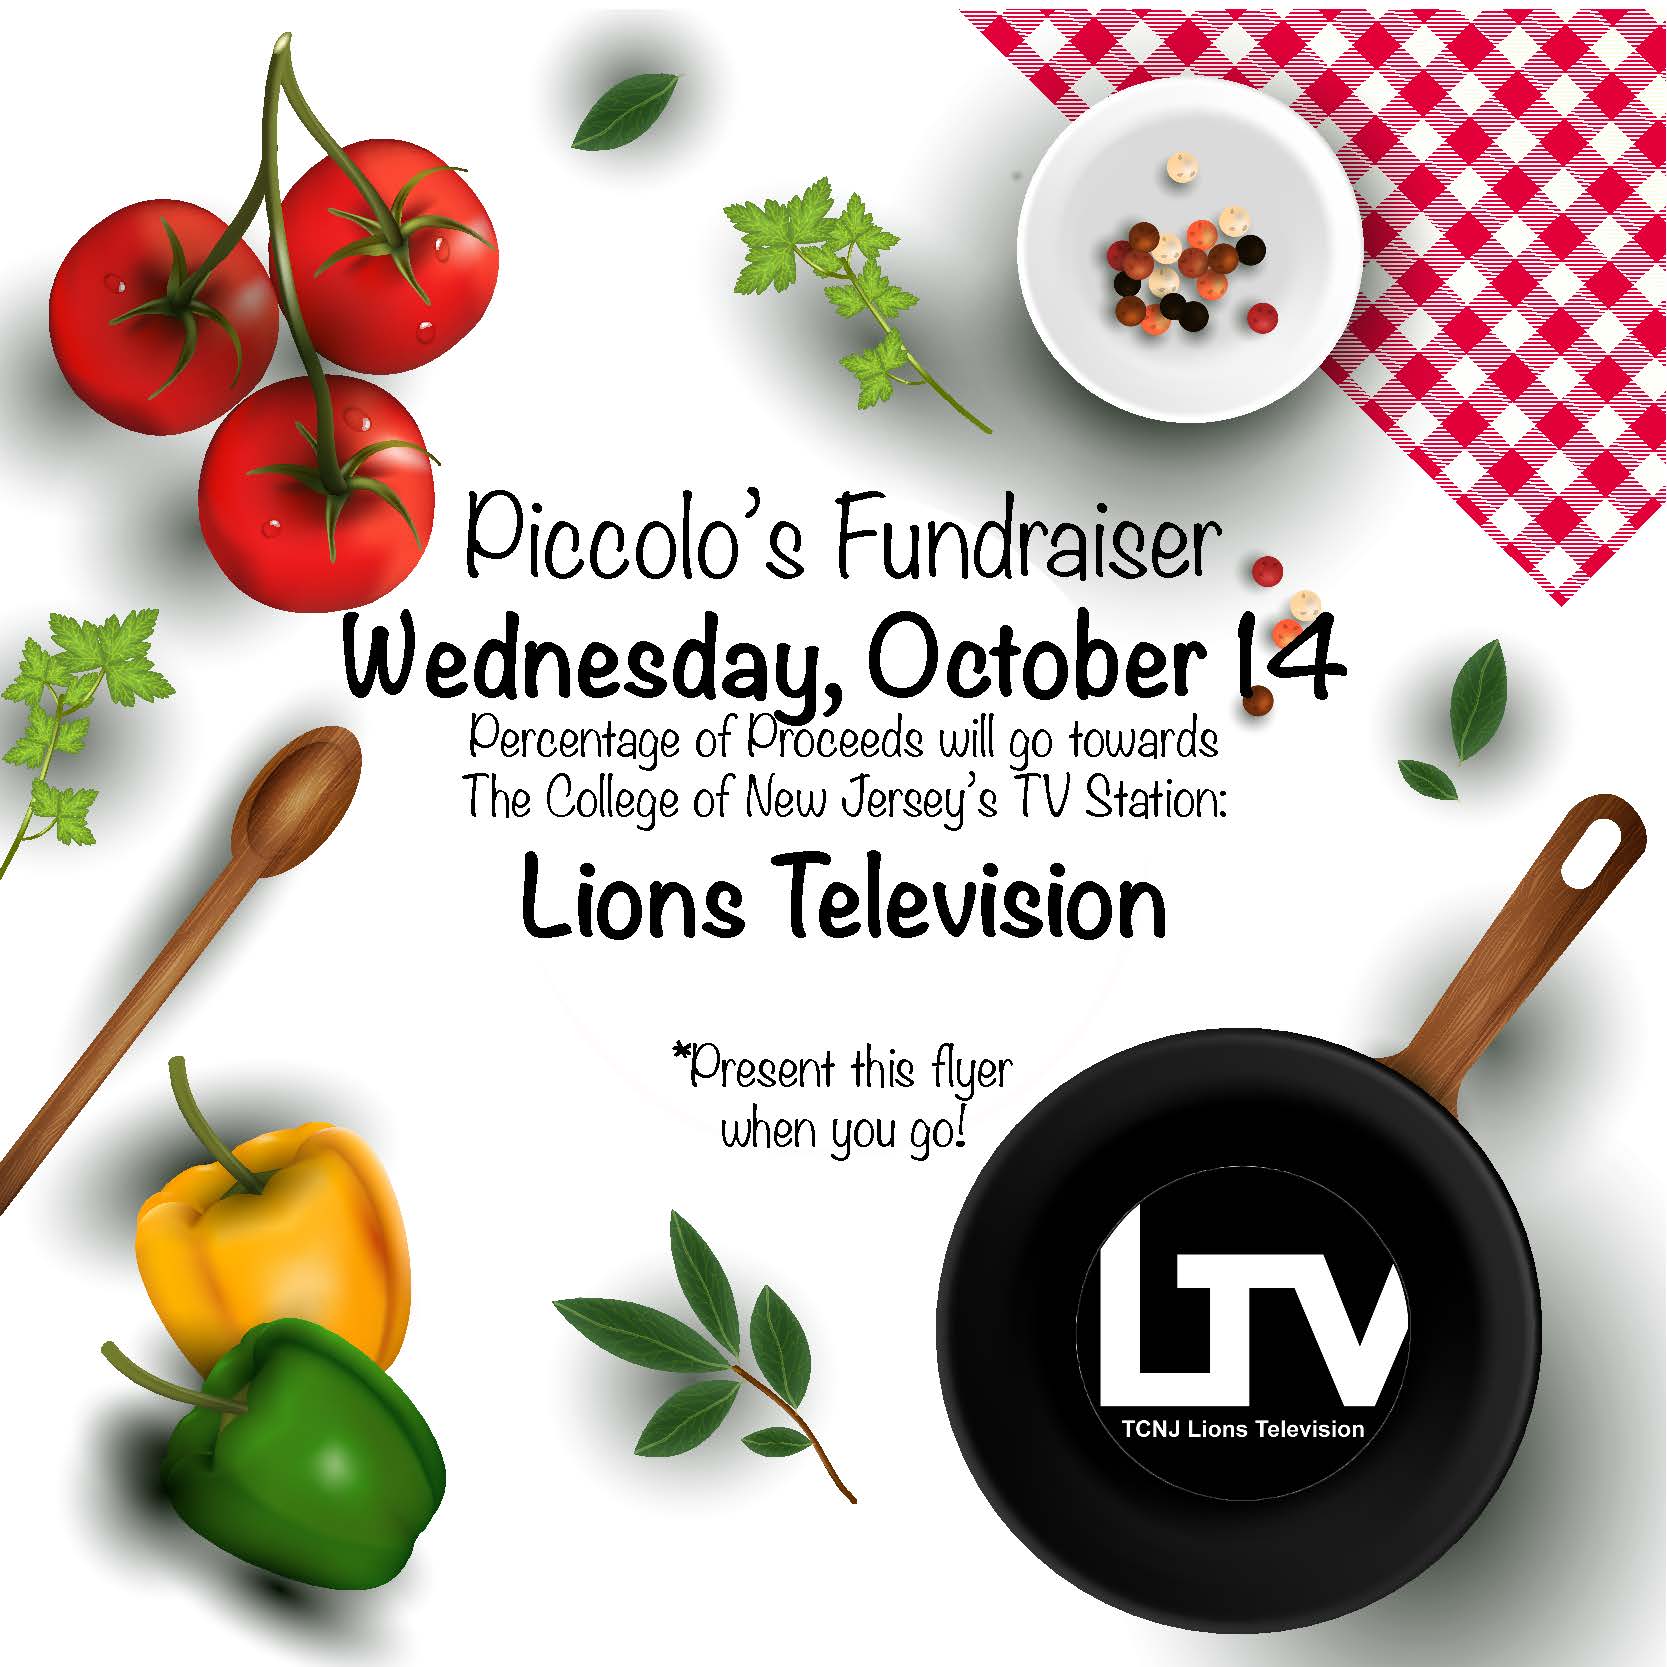 Piccolo's Fundraiser
Wednesday, October 14
Percentage of Proceeds will go towards
The College of New Jersey's TV Station:
Lions Television
*Present this flyer
when you go!
LTV
TCNJ Lions Television